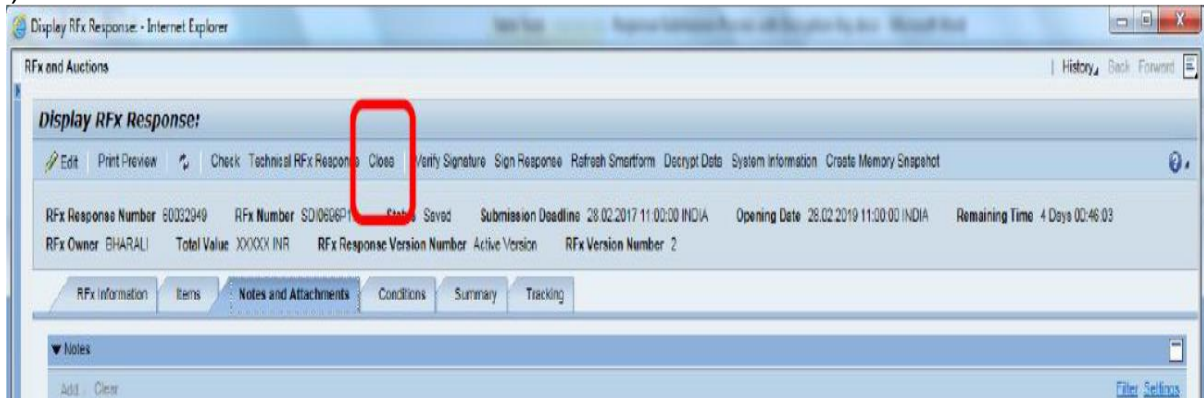 Display RFx Response: - Internet Explorer
RFx and Auctions History Back Forward
Display RFx Response:
Edit Print Preview Check Technical RFx Response Close Verify Signature Sign Response Refresh Smartform Decrypt Data System Information Create Memory Snapshot
RFx Response Number 60032949 RFx Number Status Saved Submission Deadline 28.02.2017 11:00:00 INDIA Opening Date 28.02.2019 11:00:00 INDIA Remaining Time 4 Days 00:46:03
RFx Owner BHARALI Total Value XXXXX INR RFx Response Version Number Active Version RFx Version Number 2
RFx Information Items Notes and Attachments Conditions Summary Tracking
Notes
Add Clear Filter Settings